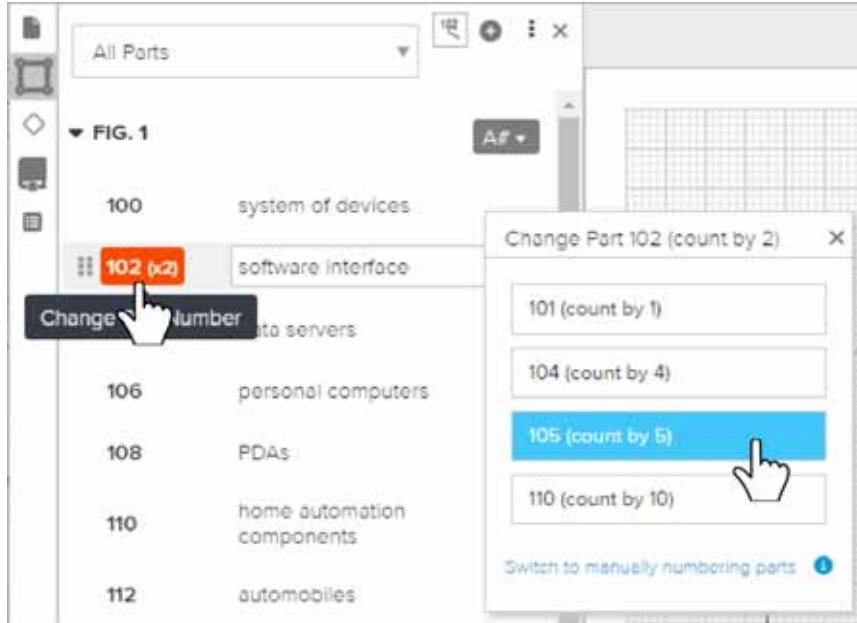 102
All Parts
FIG. 1
A#
100 system of devices
102 (x2) software interface
Change Number
data servers
106 personal computers
108 PDAs
110 home automation
components
112 automobiles
Change Part 102 (count by 2)
101 (count by 1)
104 (count by 4)
105 (count by 5)
110 (count by 10)
Switch to manually numbering parts